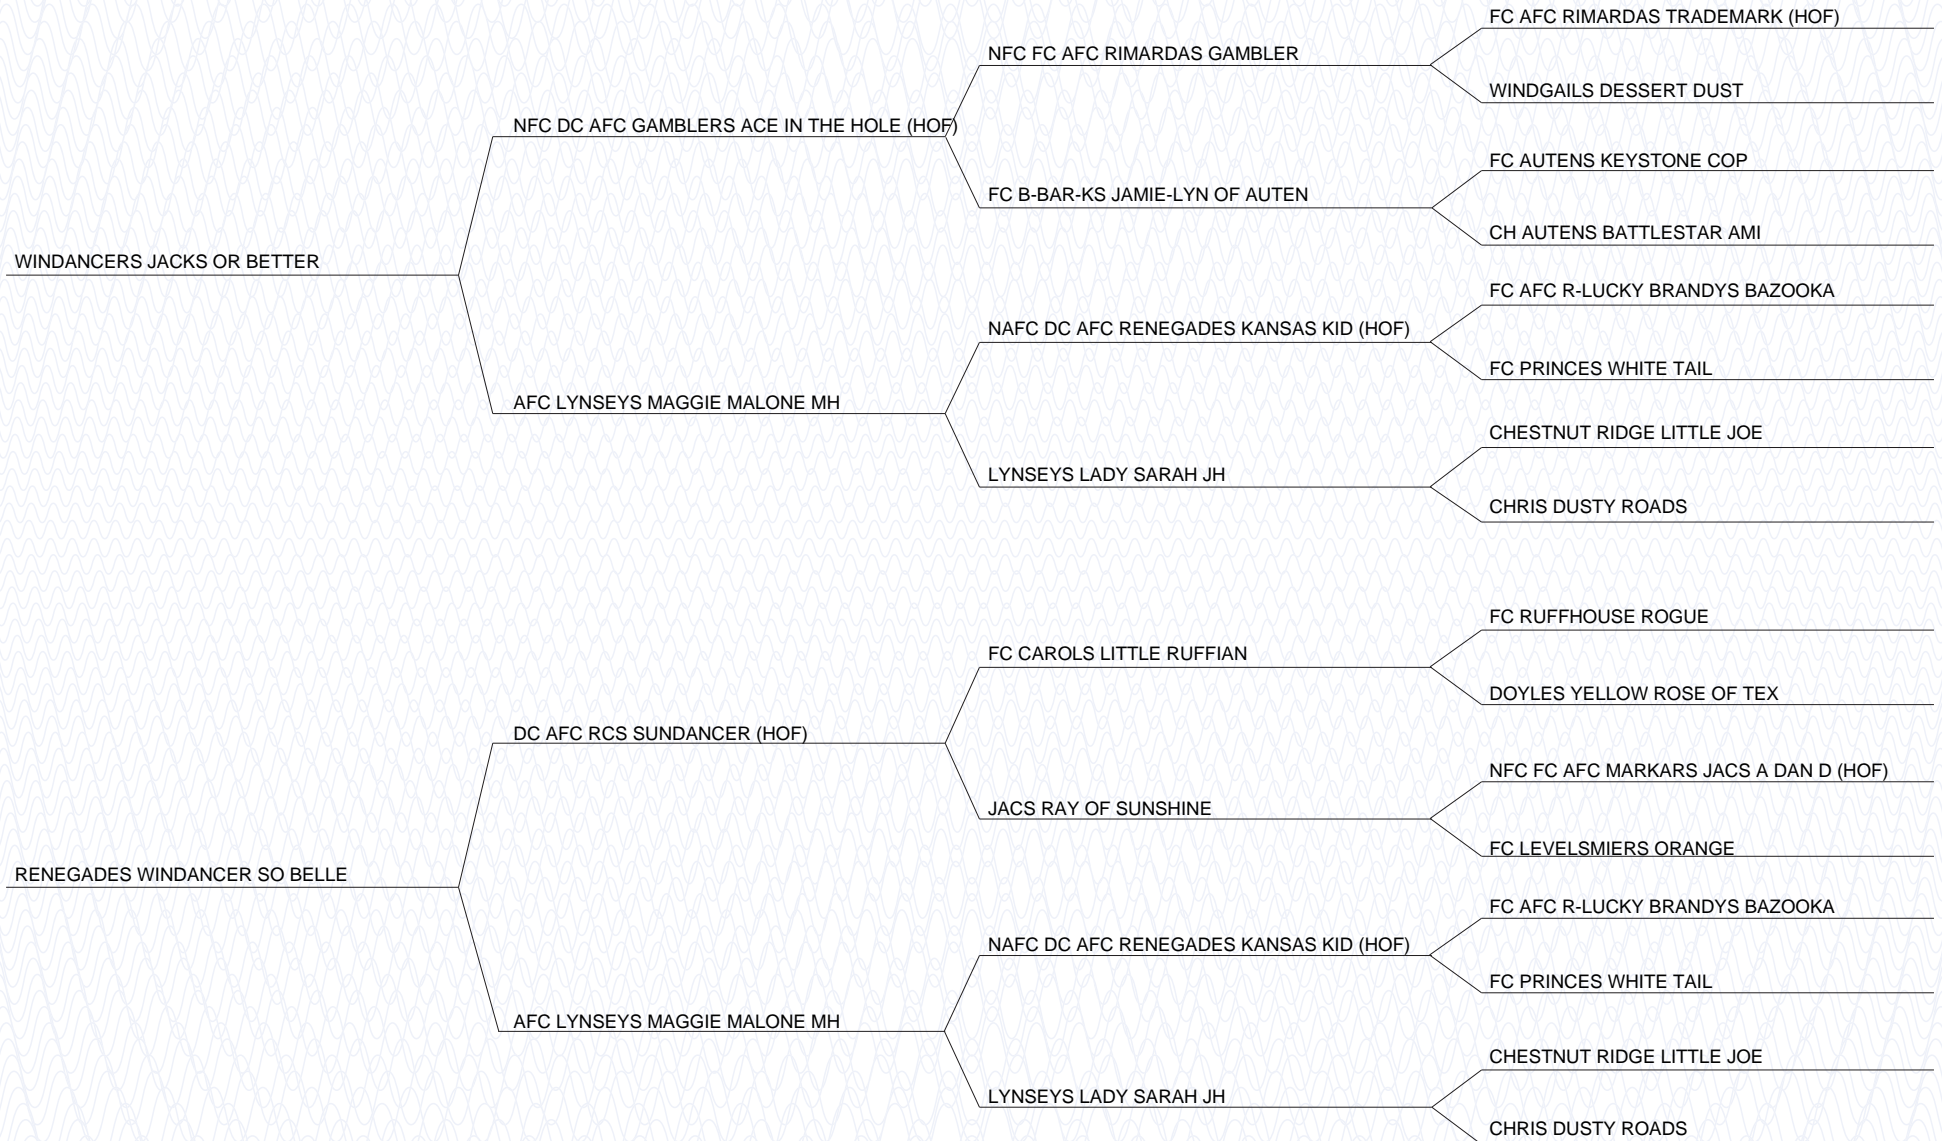 FC AFC RIMARDAS TRADEMARK (HOF)
NFC FC AFC RIMARDAS GAMBLER
WINDGAILS DESSERT DUST
NFC DC AFC GAMBLERS ACE IN THE HOLE (HOF)
FC AUTENS KEYSTONE COP
FC B-BAR-KS JAMIE-LYN OF AUTEN
CH AUTENS BATTLESTAR AMI
WINDANCERS JACKS OR BETTER
FC AFC R-LUCKY BRANDYS BAZOOKA
NAFC DC AFC RENEGADES KANSAS KID (HOF)
FC PRINCES WHITE TAIL
AFC LYNSEYS MAGGIE MALONE MH
CHESTNUT RIDGE LITTLE JOE
LYNSEYS LADY SARAH JH
CHRIS DUSTY ROADS
FC RUFFHOUSE ROGUE
FC CAROLS LITTLE RUFFIAN
DOYLES YELLOW ROSE OF TEX
DC AFC RCS SUNDANCER (HOF)
NFC FC AFC MARKARS JACS A DAN D (HOF)
JACS RAY OF SUNSHINE
FC LEVELSMIERS ORANGE
RENEGADES WINDANCER SO BELLE
FC AFC R-LUCKY BRANDYS BAZOOKA
NAFC DC AFC RENEGADES KANSAS KID (HOF)
FC PRINCES WHITE TAIL
AFC LYNSEYS MAGGIE MALONE MH
CHESTNUT RIDGE LITTLE JOE
LYNSEYS LADY SARAH JH
CHRIS DUSTY ROADS